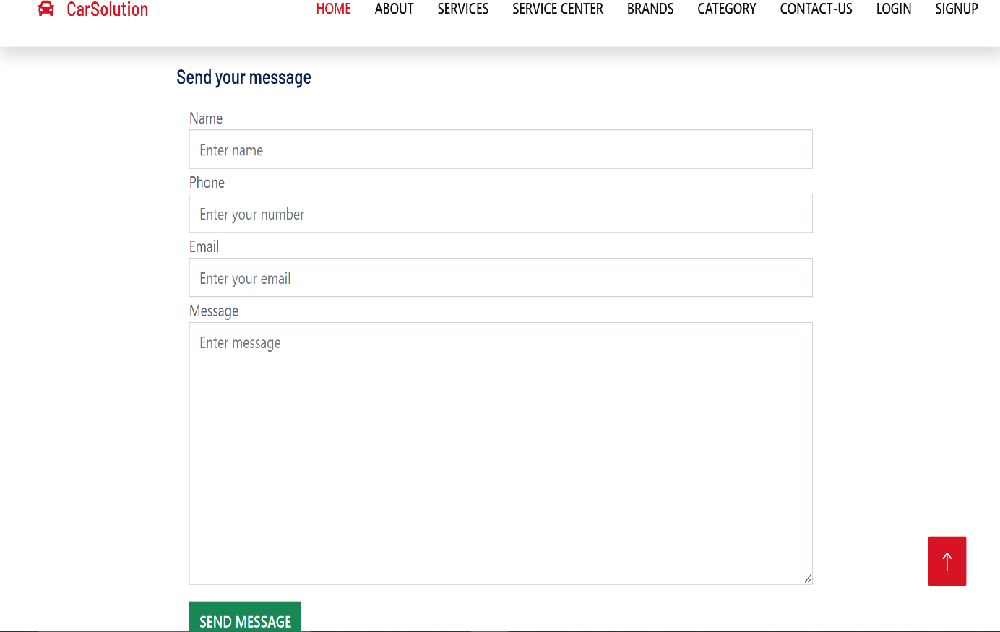 CarSolution HOME ABOUT SERVICES SERVICE CENTER BRANDS CATEGORY CONTACT-US LOGIN SIGNUP
Send your message
Name
Enter name
Phone
Enter your number
Email
Enter your email
Message
Enter message
SEND MESSAGE